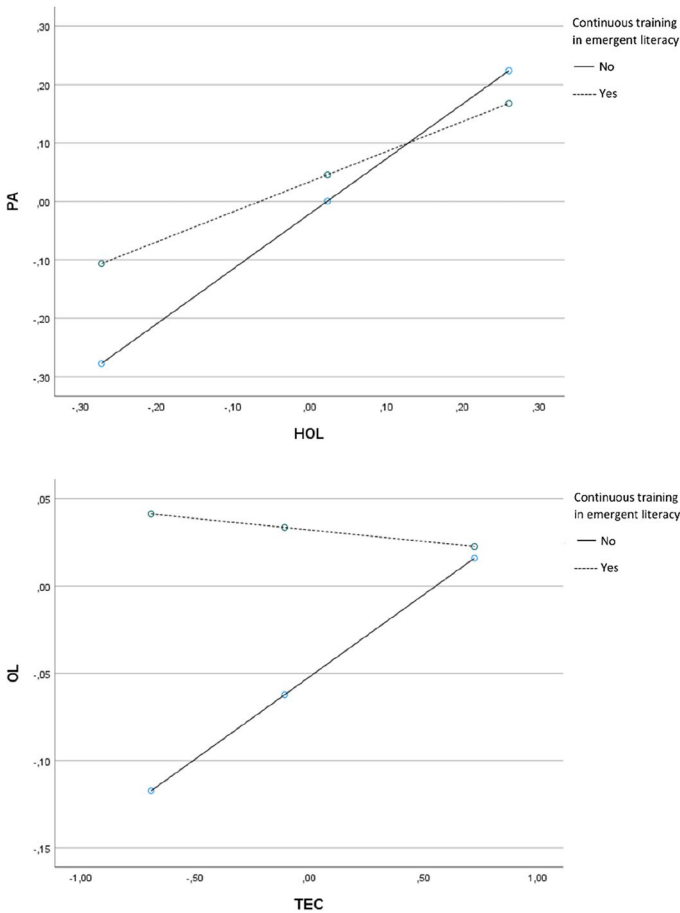 Continuous training
in emergent literacy
No
Yes
,30
,20
,10
,00
-,10
-,20
-,30
PA
-,30 -,20 -,10 ,00 ,10 ,20 ,30
HOL
Continuous training
in emergent literacy
No
Yes
,05
,00
-,05
-,10
-,15
OL
-1,00 -,50 ,00 ,50 1,00
TEC